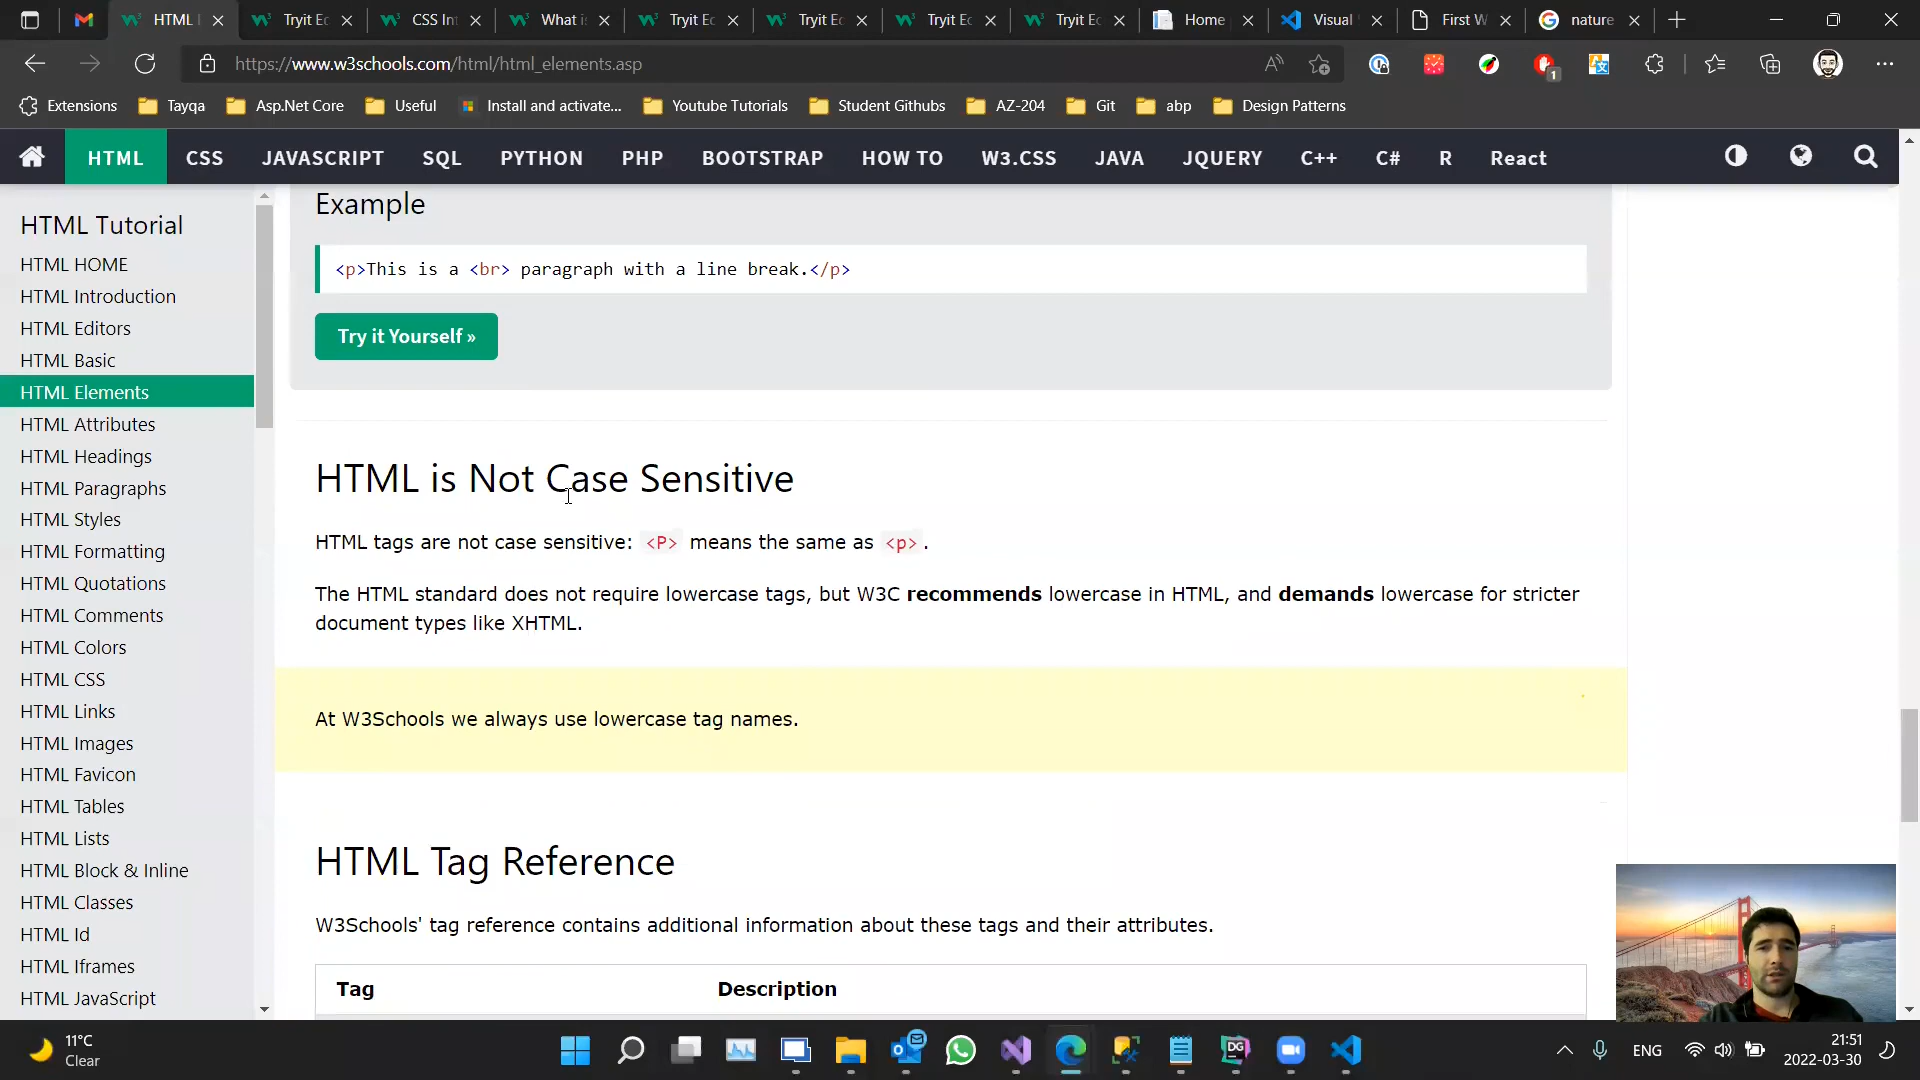 HTML
Tryit Ec
CSS Int
What i
Tryit Ec
Tryit Ec
Tryit Ec
Tryit Ec
Home
Visual
First W
nature
https://www.w3schools.com/html/html_elements.asp
1
Extensions
Tayqa
Asp.Net Core
Useful
Install and activate...
Youtube Tutorials
Student Githubs
AZ-204
Git
abp
Design Patterns
HTML CSS JAVASCRIPT SQL PYTHON PHP BOOTSTRAP HOW TO W3.CSS JAVA JQUERY C++ C# R React
HTML Tutorial
HTML HOME
HTML Introduction
HTML Editors
HTML Basic
HTML Elements
HTML Attributes
HTML Headings
HTML Paragraphs
HTML Styles
HTML Formatting
HTML Quotations
HTML Comments
HTML Colors
HTML CSS
HTML Links
HTML Images
HTML Favicon
HTML Tables
HTML Lists
HTML Block & Inline
HTML Classes
HTML Id
HTML Iframes
HTML JavaScript
Example
<p>This is a <br> paragraph with a line break.</p>
Try it Yourself »
HTML is Not Case Sensitive
HTML tags are not case sensitive: <P> means the same as <p>.
The HTML standard does not require lowercase tags, but W3C recommends lowercase in HTML, and demands lowercase for stricter
document types like XHTML.
At W3Schools we always use lowercase tag names.
HTML Tag Reference
W3Schools' tag reference contains additional information about these tags and their attributes.
Tag Description
11°C
Clear
DG
ENG
21:51
2022-03-30